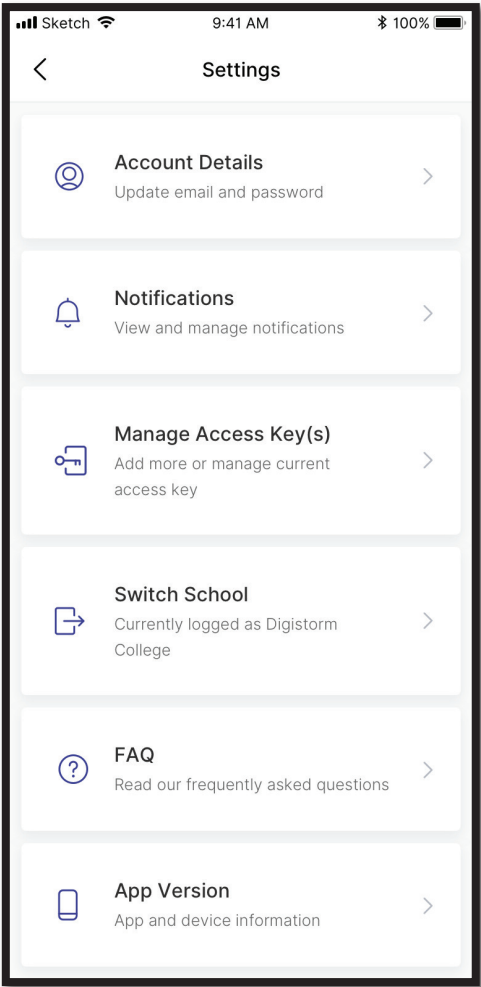 Sketch 9:41 AM 100%
Settings
Account Details
Update email and password
Notifications
View and manage notifications
Manage Access Key(s)
Add more or manage current
access key
Switch School
Currently logged as Digistorm
College
FAQ
Read our frequently asked questions
App Version
App and device information